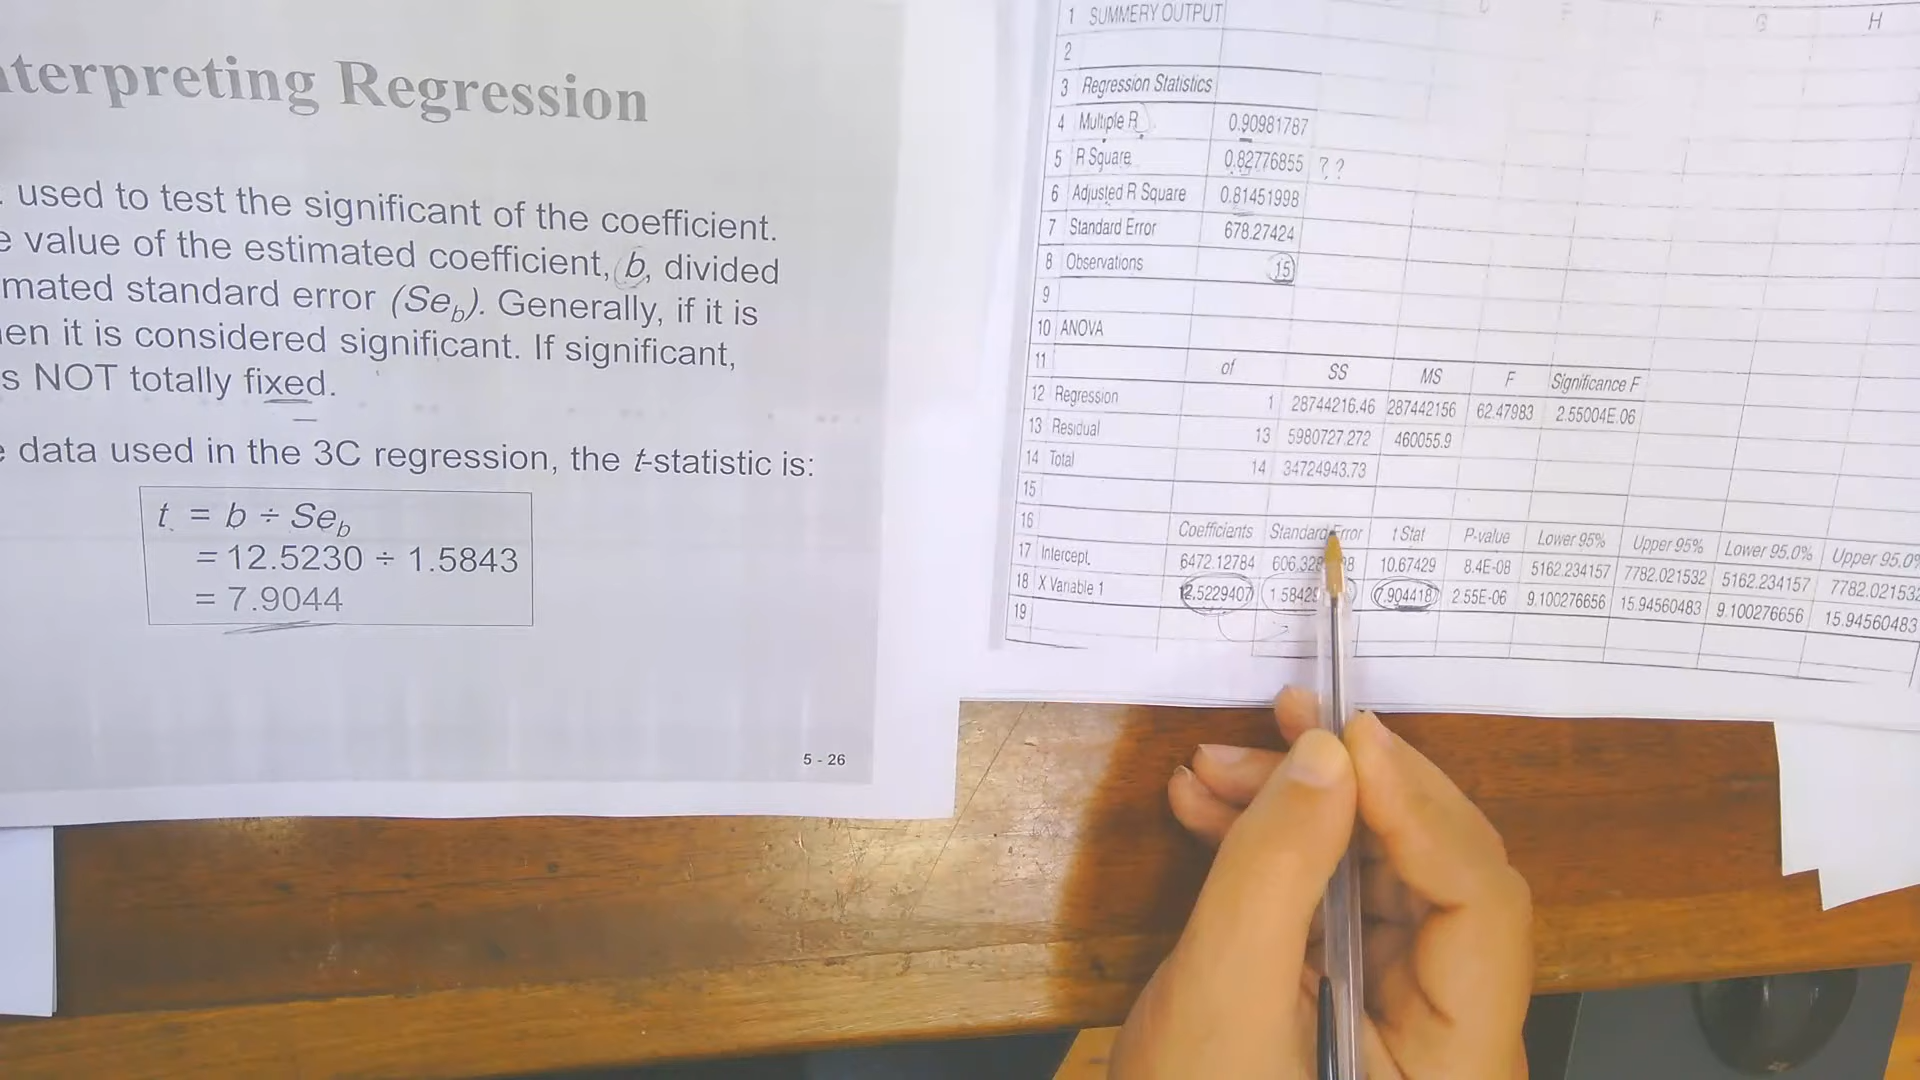 nterpreting Regression
used to test the significant of the coefficient.
e value of the estimated coefficient, b, divided
mated standard error (Seb). Generally, if it is
en it is considered significant. If significant,
s NOT totally fixed.
e data used in the 3C regression, the t-statistic is:
t = b ÷ Seb
= 12.5230 ÷ 1.5843
= 7.9044
5 - 26
F G H
1 SUMMERY OUTPUT
2
3 Regression Statistics
4 Multiple R 0.90981787
5 R Square 0.82776855 ? ?
6 Adjusted R Square 0.81451998
7 Standard Error 678.27424
8 Observations 15
9
10 ANOVA
11 of SS MS F Significance F
12 Regression 1 28744216.46 287442156 62.47983 2.55004E.06
13 Residual 13 5980727.272 460055.9
14 Total 14 34724943.73
15
16 Coefficients Standard Error t Stat P-value Lower 95% Upper 95% Lower 95.0% Upper 95.0%
17 Intercept 6472.12784 10.67429 8.4E-08 5162.234157 7782.021532 5162.234157 7782.021532
18 X Variable 1 12.5229407 7.904418 2.55E-06 9.100276656 15.94560483 9.100276656 15.94560483
19